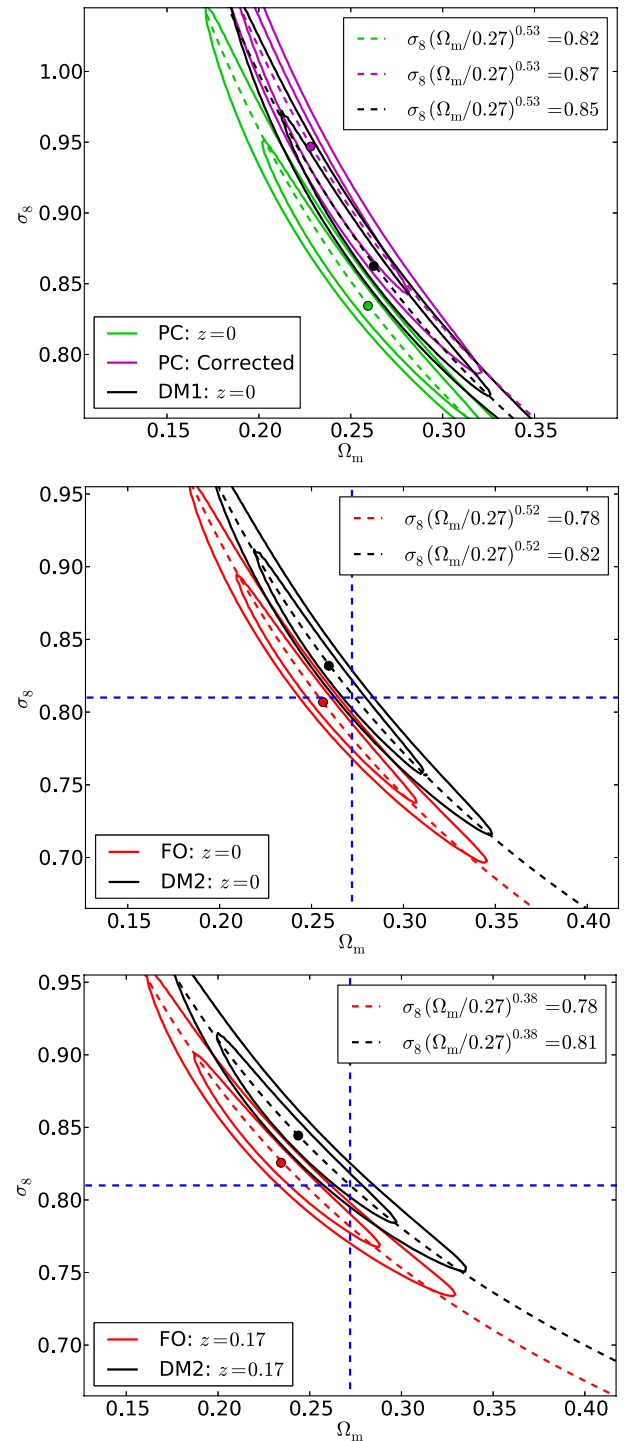 σ₈(Ωₘ/0.27)^0.53=0.82
σ₈(Ωₘ/0.27)^0.53=0.87
σ₈(Ωₘ/0.27)^0.53=0.85
1.00
0.95
0.90
0.85
0.80
σ₈
PC: z=0
PC: Corrected
DM1: z=0
0.15 0.20 0.25 0.30 0.35
Ωₘ
σ₈(Ωₘ/0.27)^0.52=0.78
σ₈(Ωₘ/0.27)^0.52=0.82
0.95
0.90
0.85
0.80
0.75
0.70
σ₈
FO: z=0
DM2: z=0
0.15 0.20 0.25 0.30 0.35 0.40
Ωₘ
σ₈(Ωₘ/0.27)^0.38=0.78
σ₈(Ωₘ/0.27)^0.38=0.81
0.95
0.90
0.85
0.80
0.75
0.70
σ₈
FO: z=0.17
DM2: z=0.17
0.15 0.20 0.25 0.30 0.35 0.40
Ωₘ